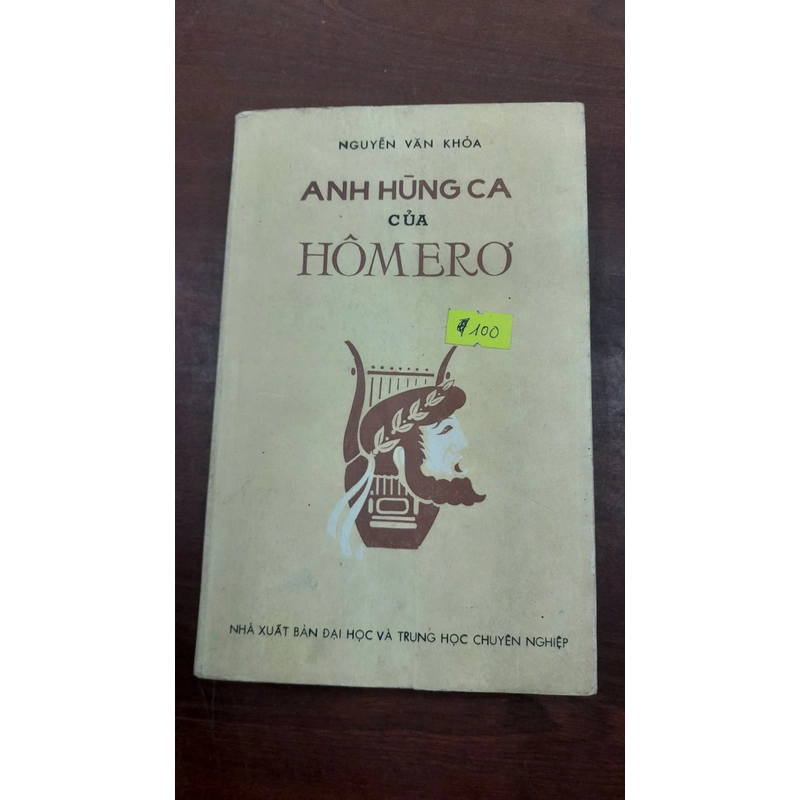 NGUYỄN VĂN KHỎA
ANH HÙNG CA
CỦA
HÔMERƠ
100
NHÀ XUẤT BẢN ĐẠI HỌC VÀ TRUNG HỌC CHUYÊN NGHIỆP